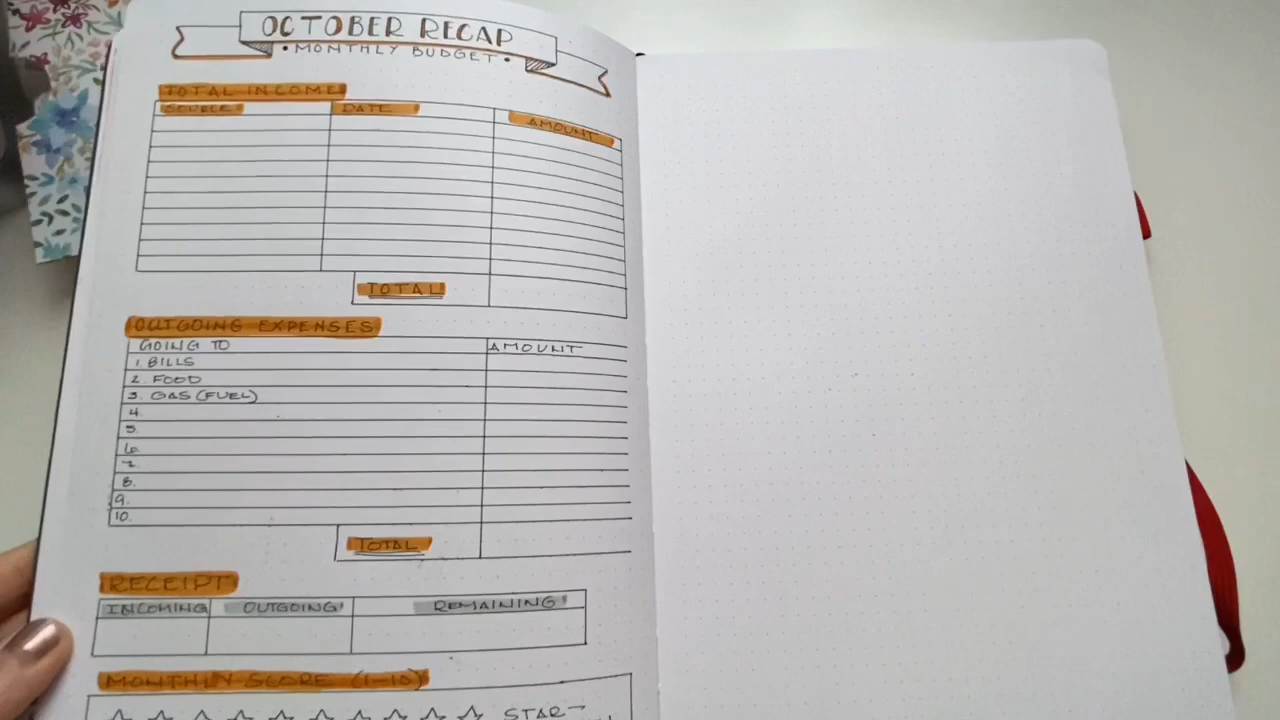 OCTOBER RECAP
• MONTHLY BUDGET •
TOTAL INCOME
SOURCE DATE AMOUNT
TOTAL
OUTGOING EXPENSES
GOING TO AMOUNT
1. BILLS
2. FOOD
3. GAS (FUEL)
4.
5.
6.
7.
8.
9.
10.
TOTAL
RECEIPT
INCOMING OUTGOING REMAINING
MONTHLY SCORE (1-10)
STAR